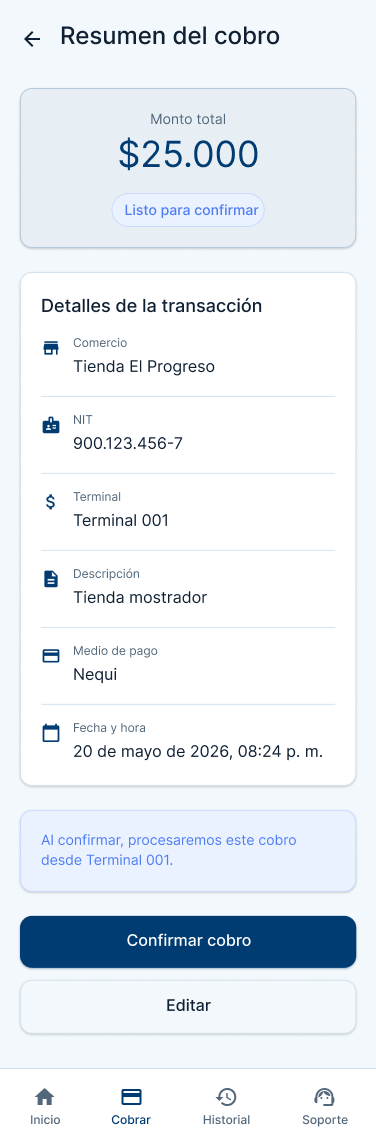 Resumen del cobro
Monto total
$25.000
Listo para confirmar
Detalles de la transacción
Comercio
Tienda El Progreso
NIT
900.123.456-7
Terminal
Terminal 001
Descripción
Tienda mostrador
Medio de pago
Nequi
Fecha y hora
20 de mayo de 2026, 08:24 p. m.
Al confirmar, procesaremos este cobro
desde Terminal 001.
Confirmar cobro
Editar
Inicio
Cobrar
Historial
Soporte